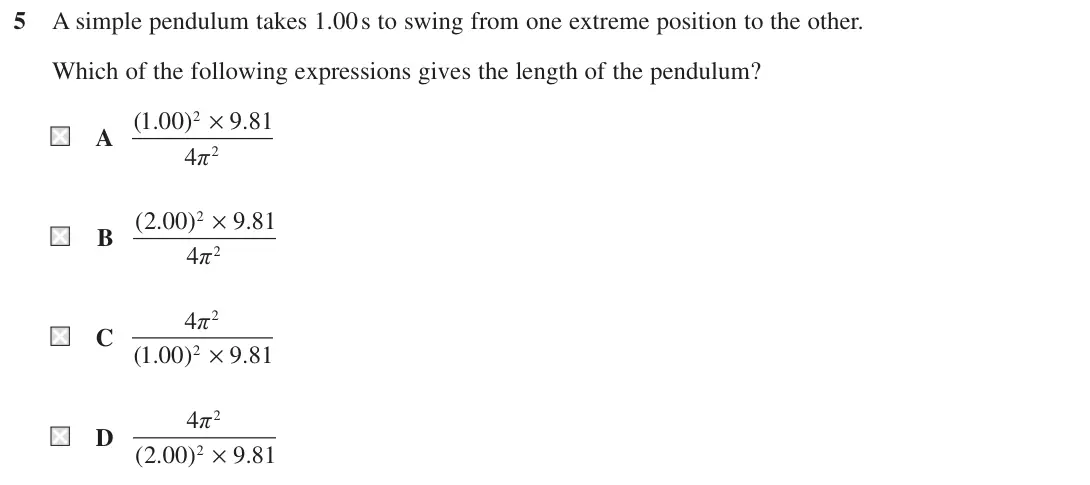 5 A simple pendulum takes 1.00 s to swing from one extreme position to the other.
Which of the following expressions gives the length of the pendulum?
A (1.00)² × 9.81
4π²
B (2.00)² × 9.81
4π²
C 4π²
(1.00)² × 9.81
D 4π²
(2.00)² × 9.81